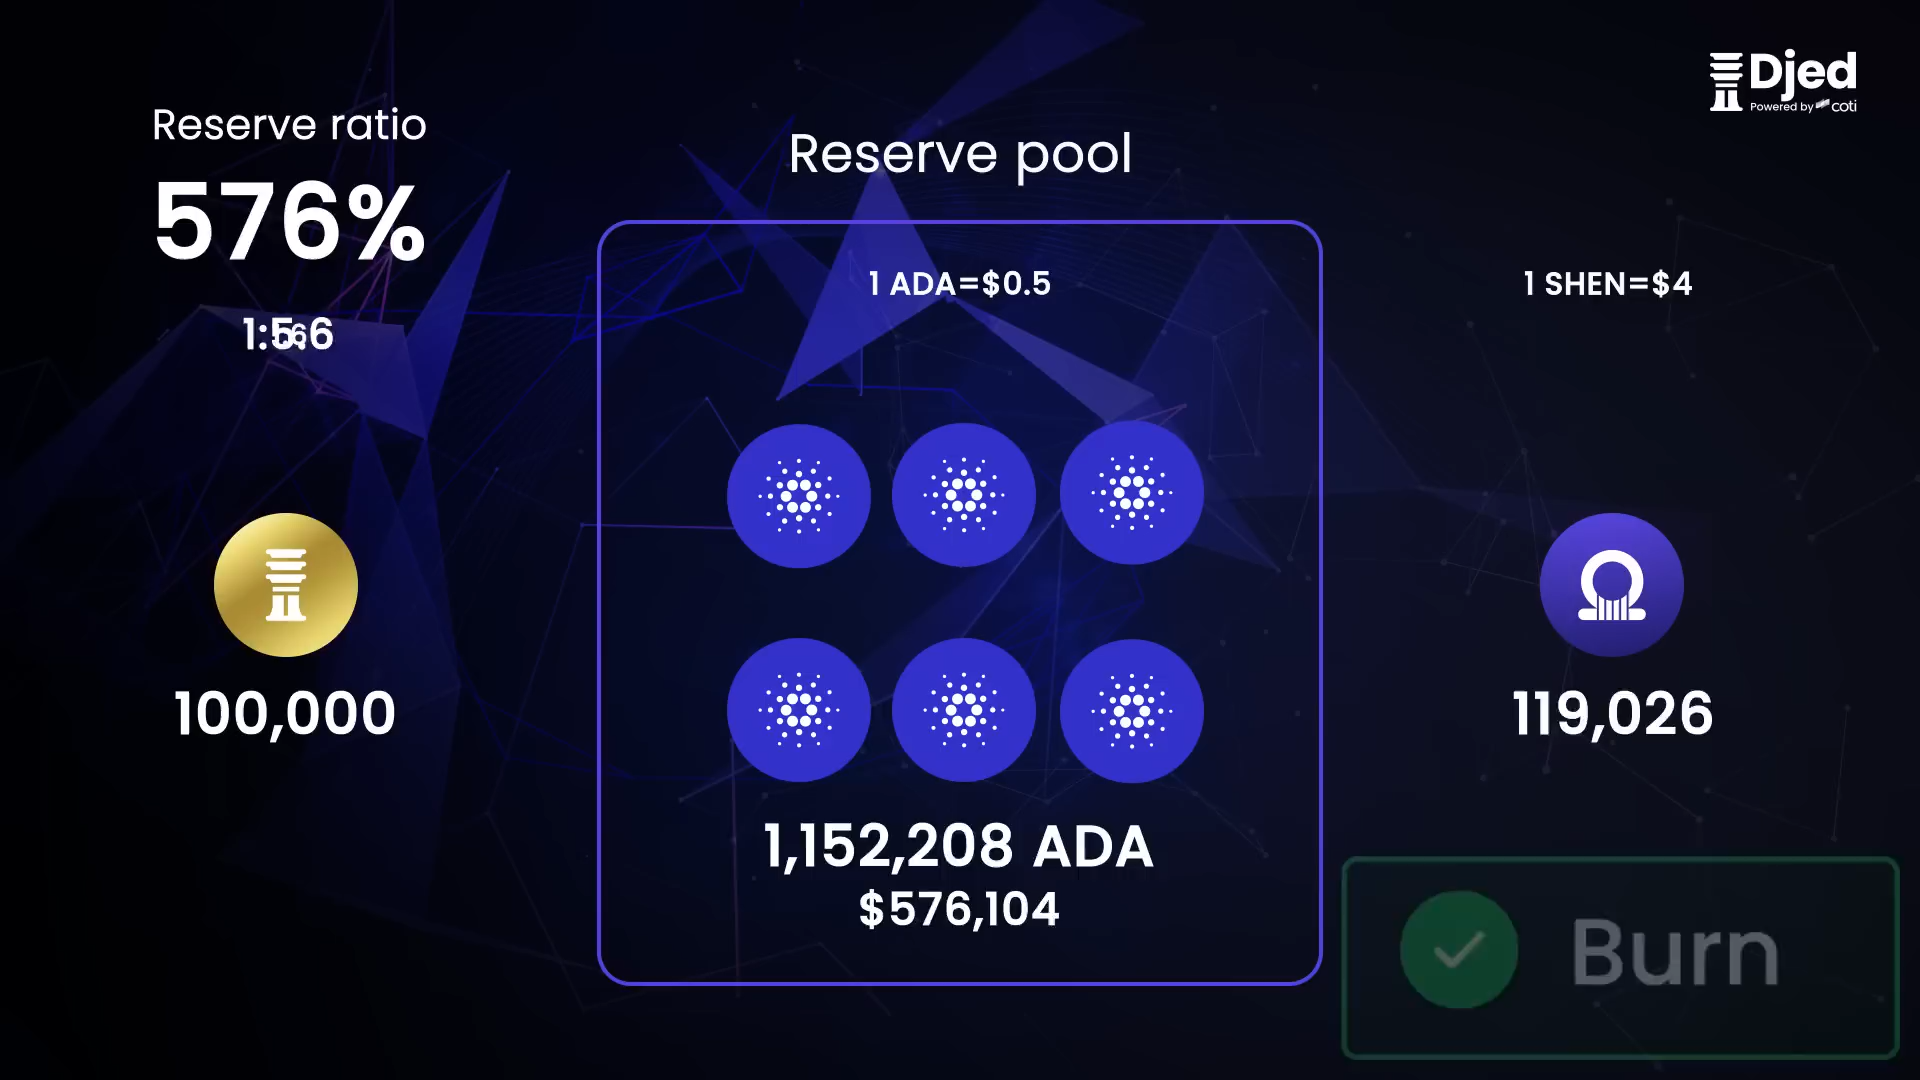 Djed
Powered by coti
Reserve ratio
576%
Reserve pool
1 ADA=$0.5
1 SHEN=$4
100,000
119,026
1,152,208 ADA
$576,104
Burn